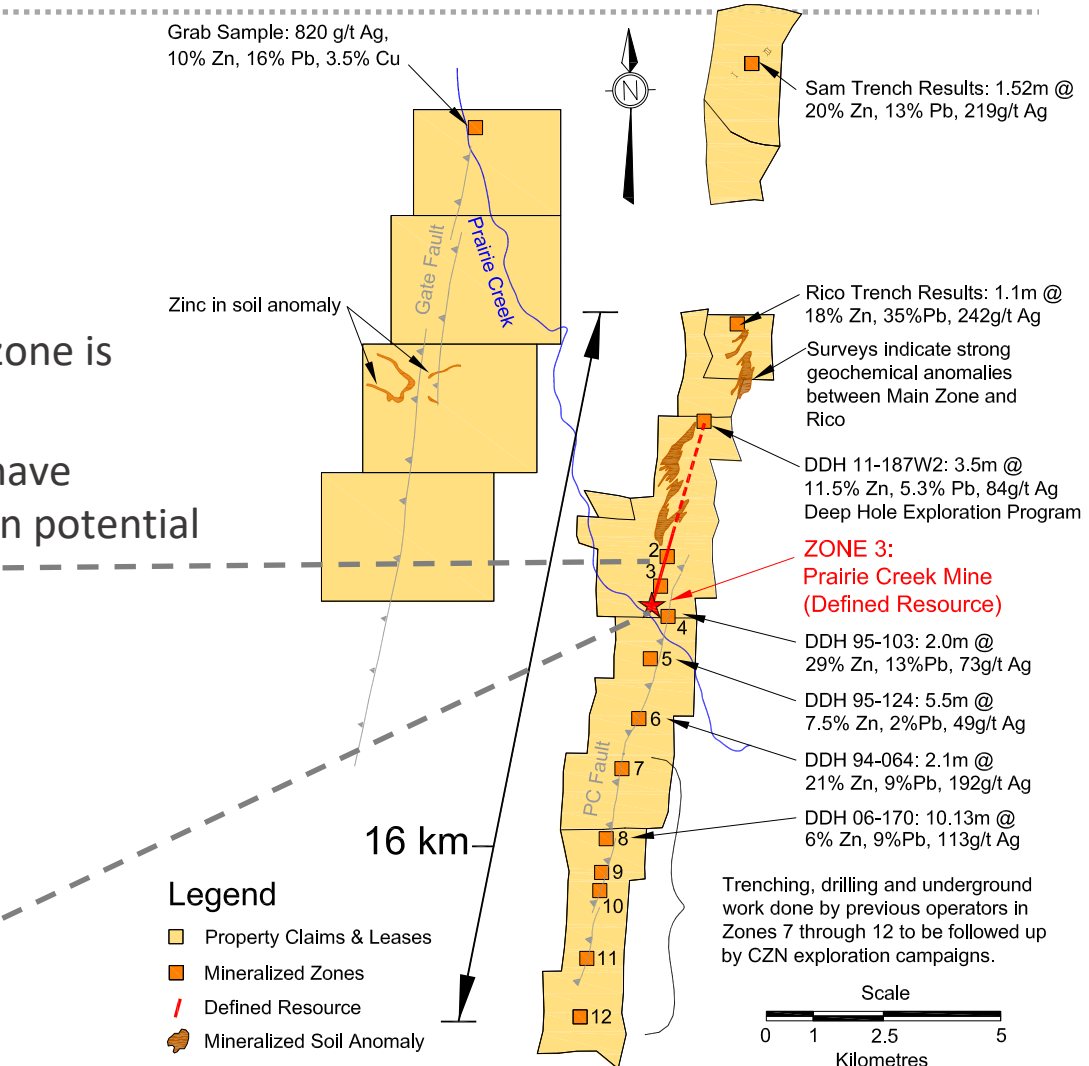 Grab Sample: 820 g/t Ag,
10% Zn, 16% Pb, 3.5% Cu
N
Sam Trench Results: 1.52m @
20% Zn, 13% Pb, 219g/t Ag
Gate Fault
Prairie Creek
Zinc in soil anomaly
zone is
have
n potential
Rico Trench Results: 1.1m @
18% Zn, 35%Pb, 242g/t Ag
Surveys indicate strong
geochemical anomalies
between Main Zone and
Rico
DDH 11-187W2: 3.5m @
11.5% Zn, 5.3% Pb, 84g/t Ag
Deep Hole Exploration Program
ZONE 3:
Prairie Creek Mine
(Defined Resource)
2
3
4
DDH 95-103: 2.0m @
29% Zn, 13%Pb, 73g/t Ag
5
DDH 95-124: 5.5m @
7.5% Zn, 2%Pb, 49g/t Ag
6
DDH 94-064: 2.1m @
21% Zn, 9%Pb, 192g/t Ag
7
PC Fault
DDH 06-170: 10.13m @
6% Zn, 9%Pb, 113g/t Ag
8
16 km
9
10
11
12
Trenching, drilling and underground
work done by previous operators in
Zones 7 through 12 to be followed up
by CZN exploration campaigns.
Legend
Property Claims & Leases
Mineralized Zones
Defined Resource
Mineralized Soil Anomaly
Scale
0 1 2.5 5
Kilometres